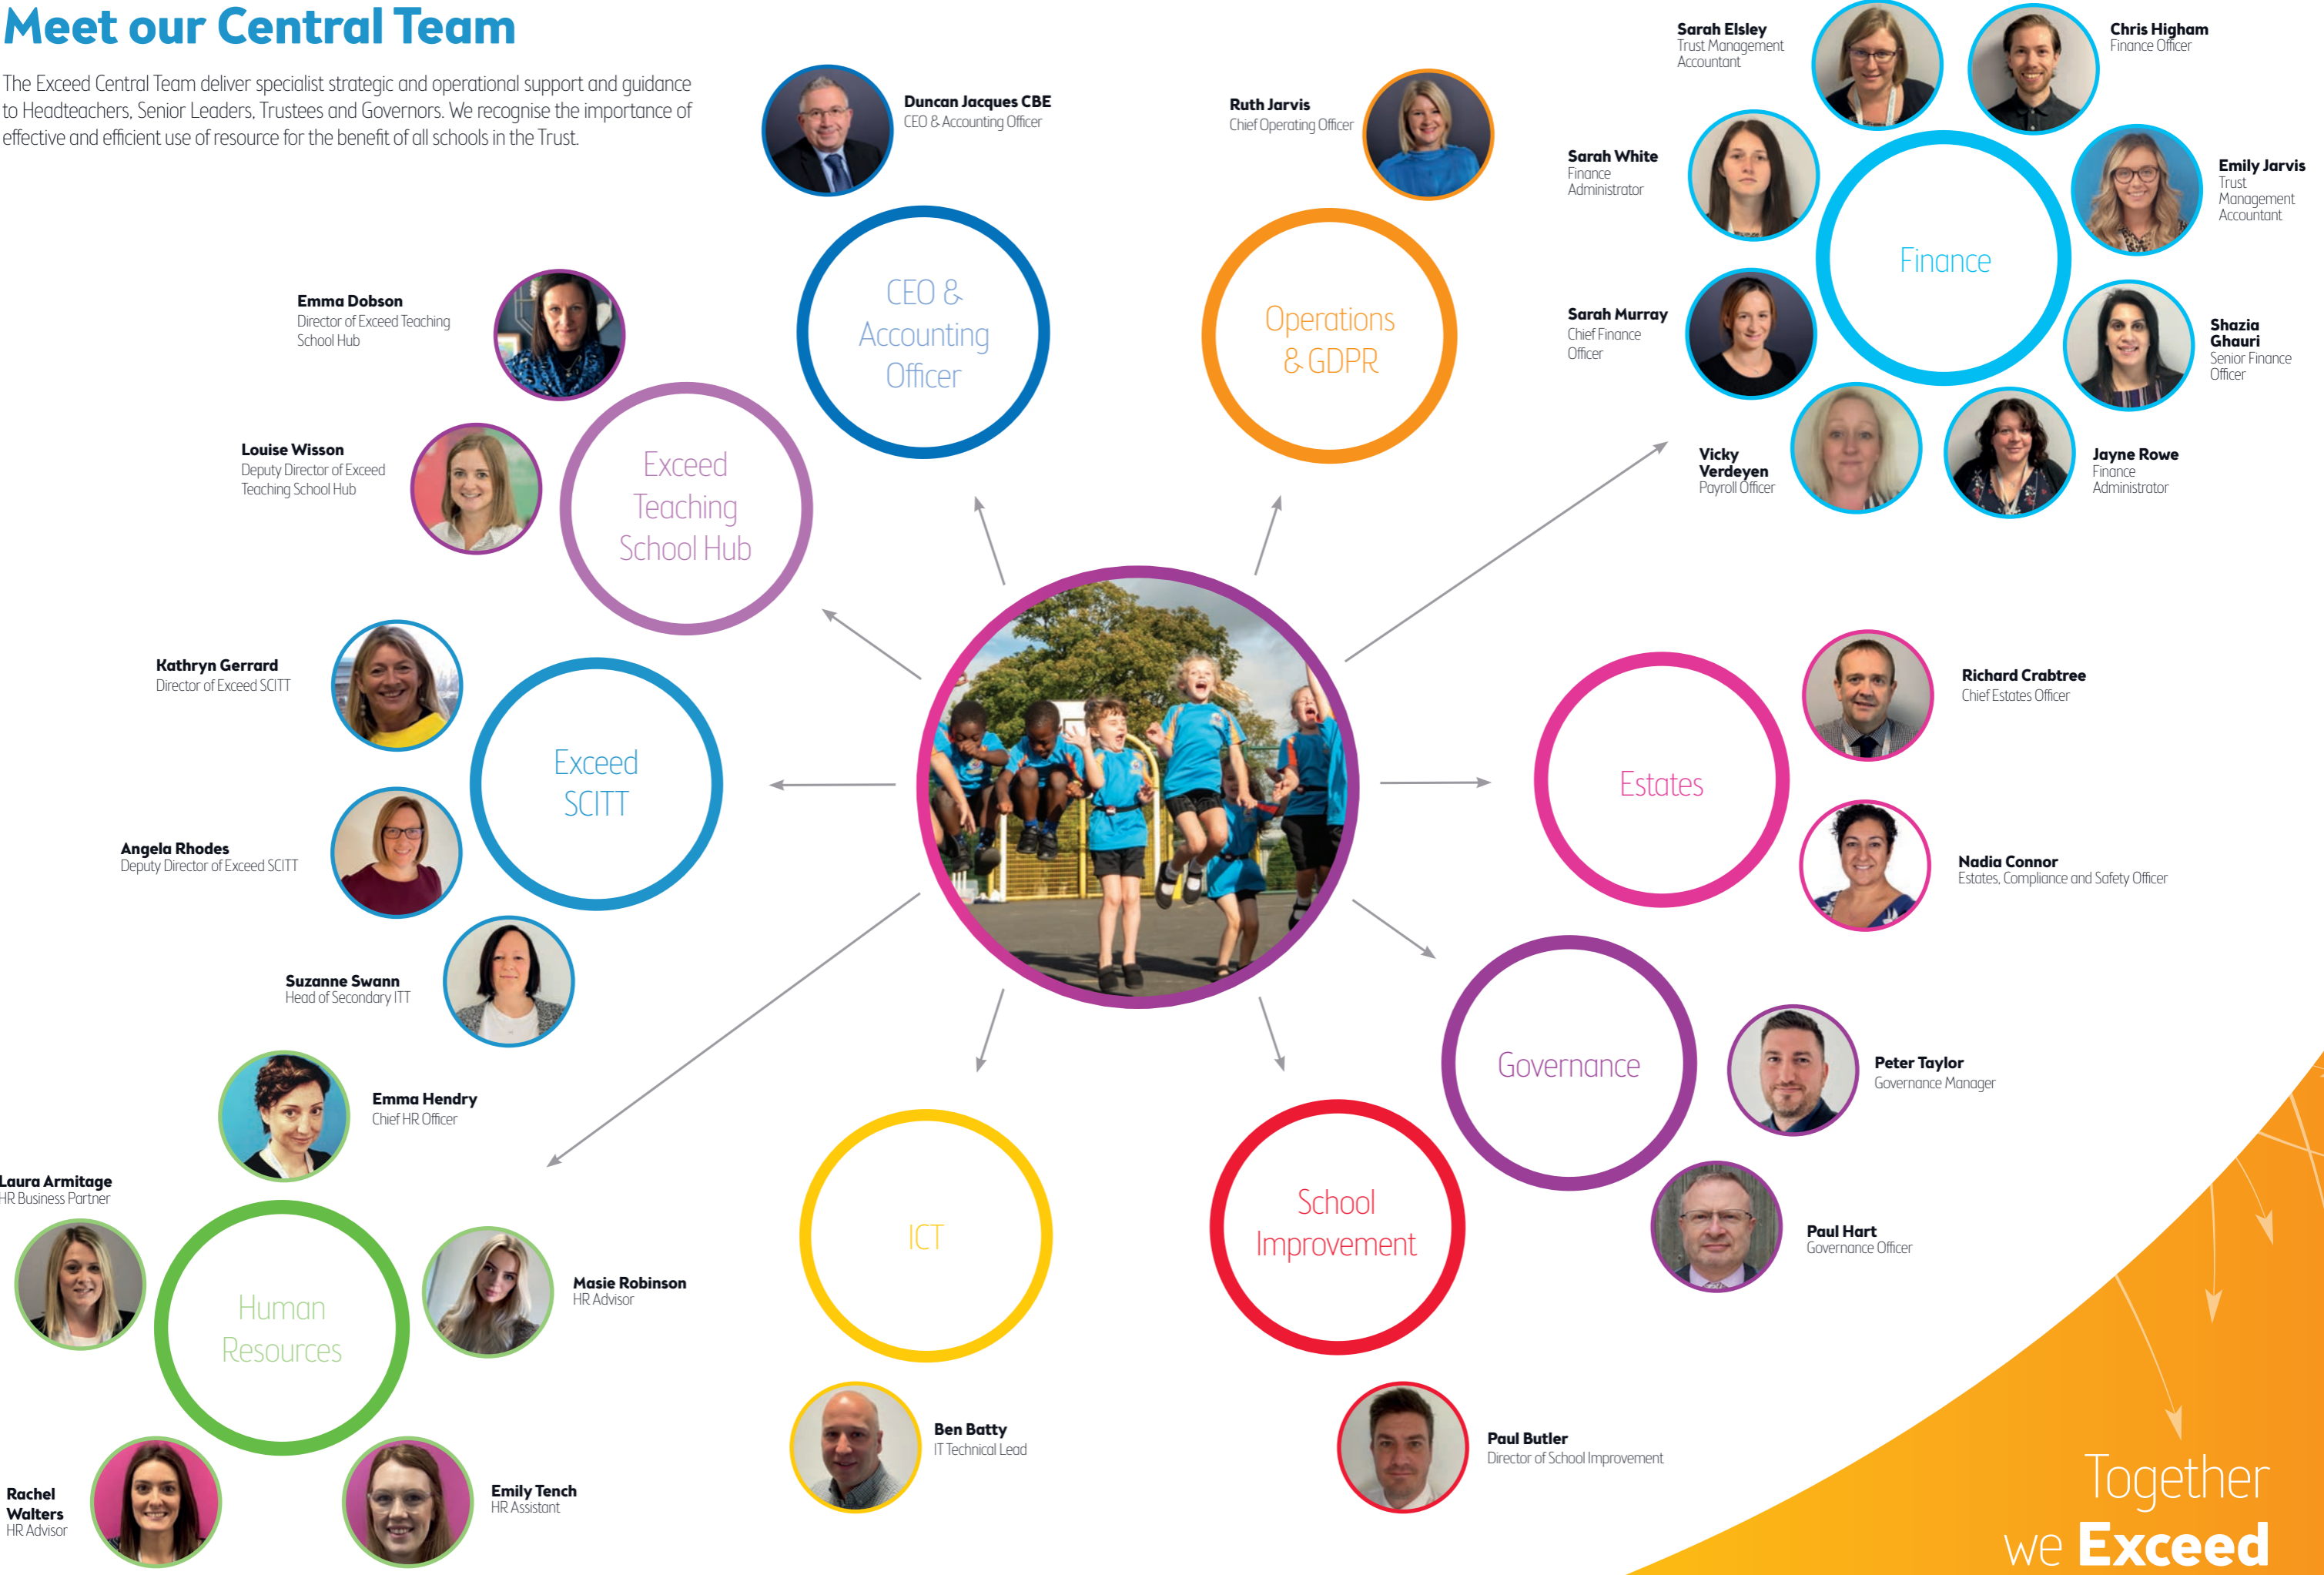 Meet our Central Team
The Exceed Central Team deliver specialist strategic and operational support and guidance
to Headteachers, Senior Leaders, Trustees and Governors. We recognise the importance of
effective and efficient use of resource for the benefit of all schools in the Trust.
Duncan Jacques CBE
CEO & Accounting Officer
Ruth Jarvis
Chief Operating Officer
Sarah Elsley
Trust Management
Accountant
Chris Higham
Finance Officer
Sarah White
Finance
Administrator
Emily Jarvis
Trust
Management
Accountant
Finance
Sarah Murray
Chief Finance
Officer
Shazia
Ghauri
Senior Finance
Officer
Vicky
Verdeyen
Payroll Officer
Jayne Rowe
Finance
Administrator
CEO &
Accounting
Officer
Operations
& GDPR
Emma Dobson
Director of Exceed Teaching
School Hub
Louise Wisson
Deputy Director of Exceed
Teaching School Hub
Exceed
Teaching
School Hub
Kathryn Gerrard
Director of Exceed SCITT
Exceed
SCITT
Angela Rhodes
Deputy Director of Exceed SCITT
Suzanne Swann
Head of Secondary ITT
Estates
Richard Crabtree
Chief Estates Officer
Nadia Connor
Estates, Compliance and Safety Officer
Governance
Peter Taylor
Governance Manager
Paul Hart
Governance Officer
Emma Hendry
Chief HR Officer
Laura Armitage
HR Business Partner
Human
Resources
Masie Robinson
HR Advisor
Rachel
Walters
HR Advisor
Emily Tench
HR Assistant
ICT
Ben Batty
IT Technical Lead
School
Improvement
Paul Butler
Director of School Improvement
Together
we Exceed